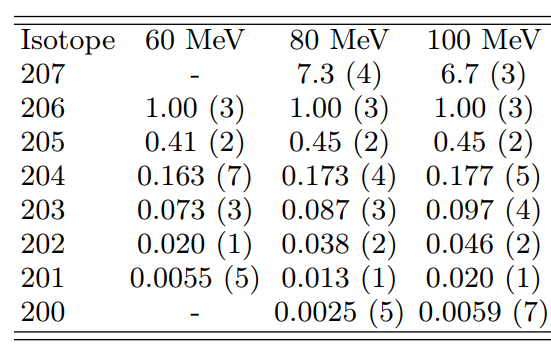 Isotope 60 MeV 80 MeV 100 MeV
207 - 7.3 (4) 6.7 (3)
206 1.00 (3) 1.00 (3) 1.00 (3)
205 0.41 (2) 0.45 (2) 0.45 (2)
204 0.163 (7) 0.173 (4) 0.177 (5)
203 0.073 (3) 0.087 (3) 0.097 (4)
202 0.020 (1) 0.038 (2) 0.046 (2)
201 0.0055 (5) 0.013 (1) 0.020 (1)
200 - 0.0025 (5) 0.0059 (7)